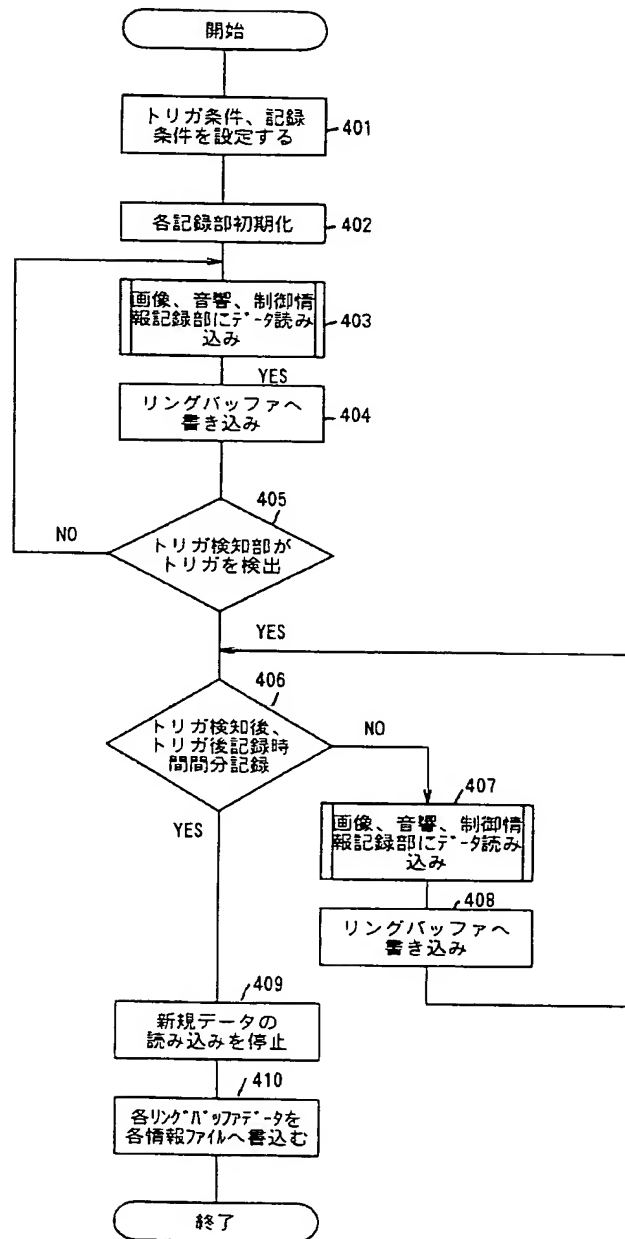 開始
トリガ条件、記録
条件を設定する
401
各記録部初期化
402
画像、音響、制御情
報記録部にデータ読み
込み
403
YES
リングバッファへ
書き込み
404
405
NO
トリガ検知部が
トリガを検出
YES
406
トリガ検知後、
トリガ後記録時
間間分記録
NO
YES
407
画像、音響、制御情
報記録部にデータ読み
込み
408
リングバッファへ
書き込み
409
新規データの
読み込みを停止
410
各リングバッファデータを
各情報ファイルへ書込む
終了